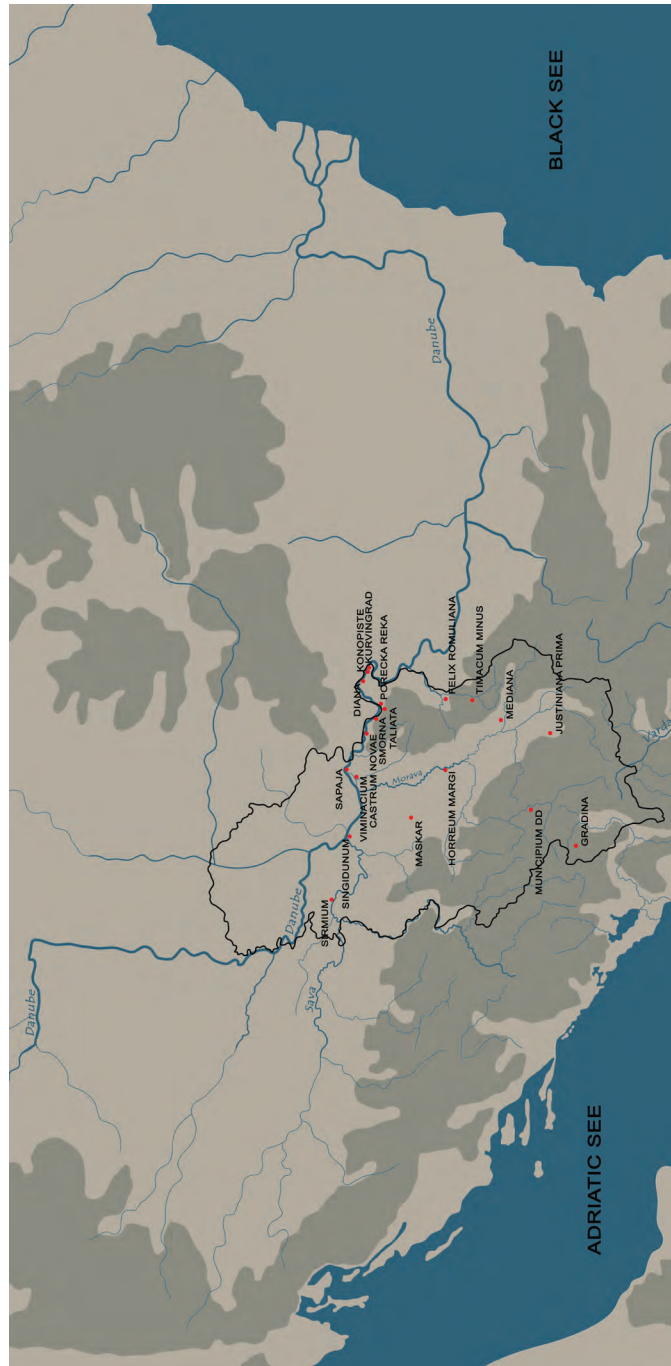 BLACK SEE
Danube
Danube
Danube
Sava
SIRMIUM
SINGIDUNUM
SAPAJA
VIMINACIUM
CASTRUM NOVAE
DIANA
KONOPISTE
KURVINGRAD
PORECKA REKA
SMORNA
TALIATA
Morava
MASKAR
HORREUM MARGI
FELIX ROMULIANA
TIMACUM MINUS
MEDIANA
JUSTINIANA PRIMA
MUNICIPIUM DD
GRADINA
Varda
ADRIATIC SEE